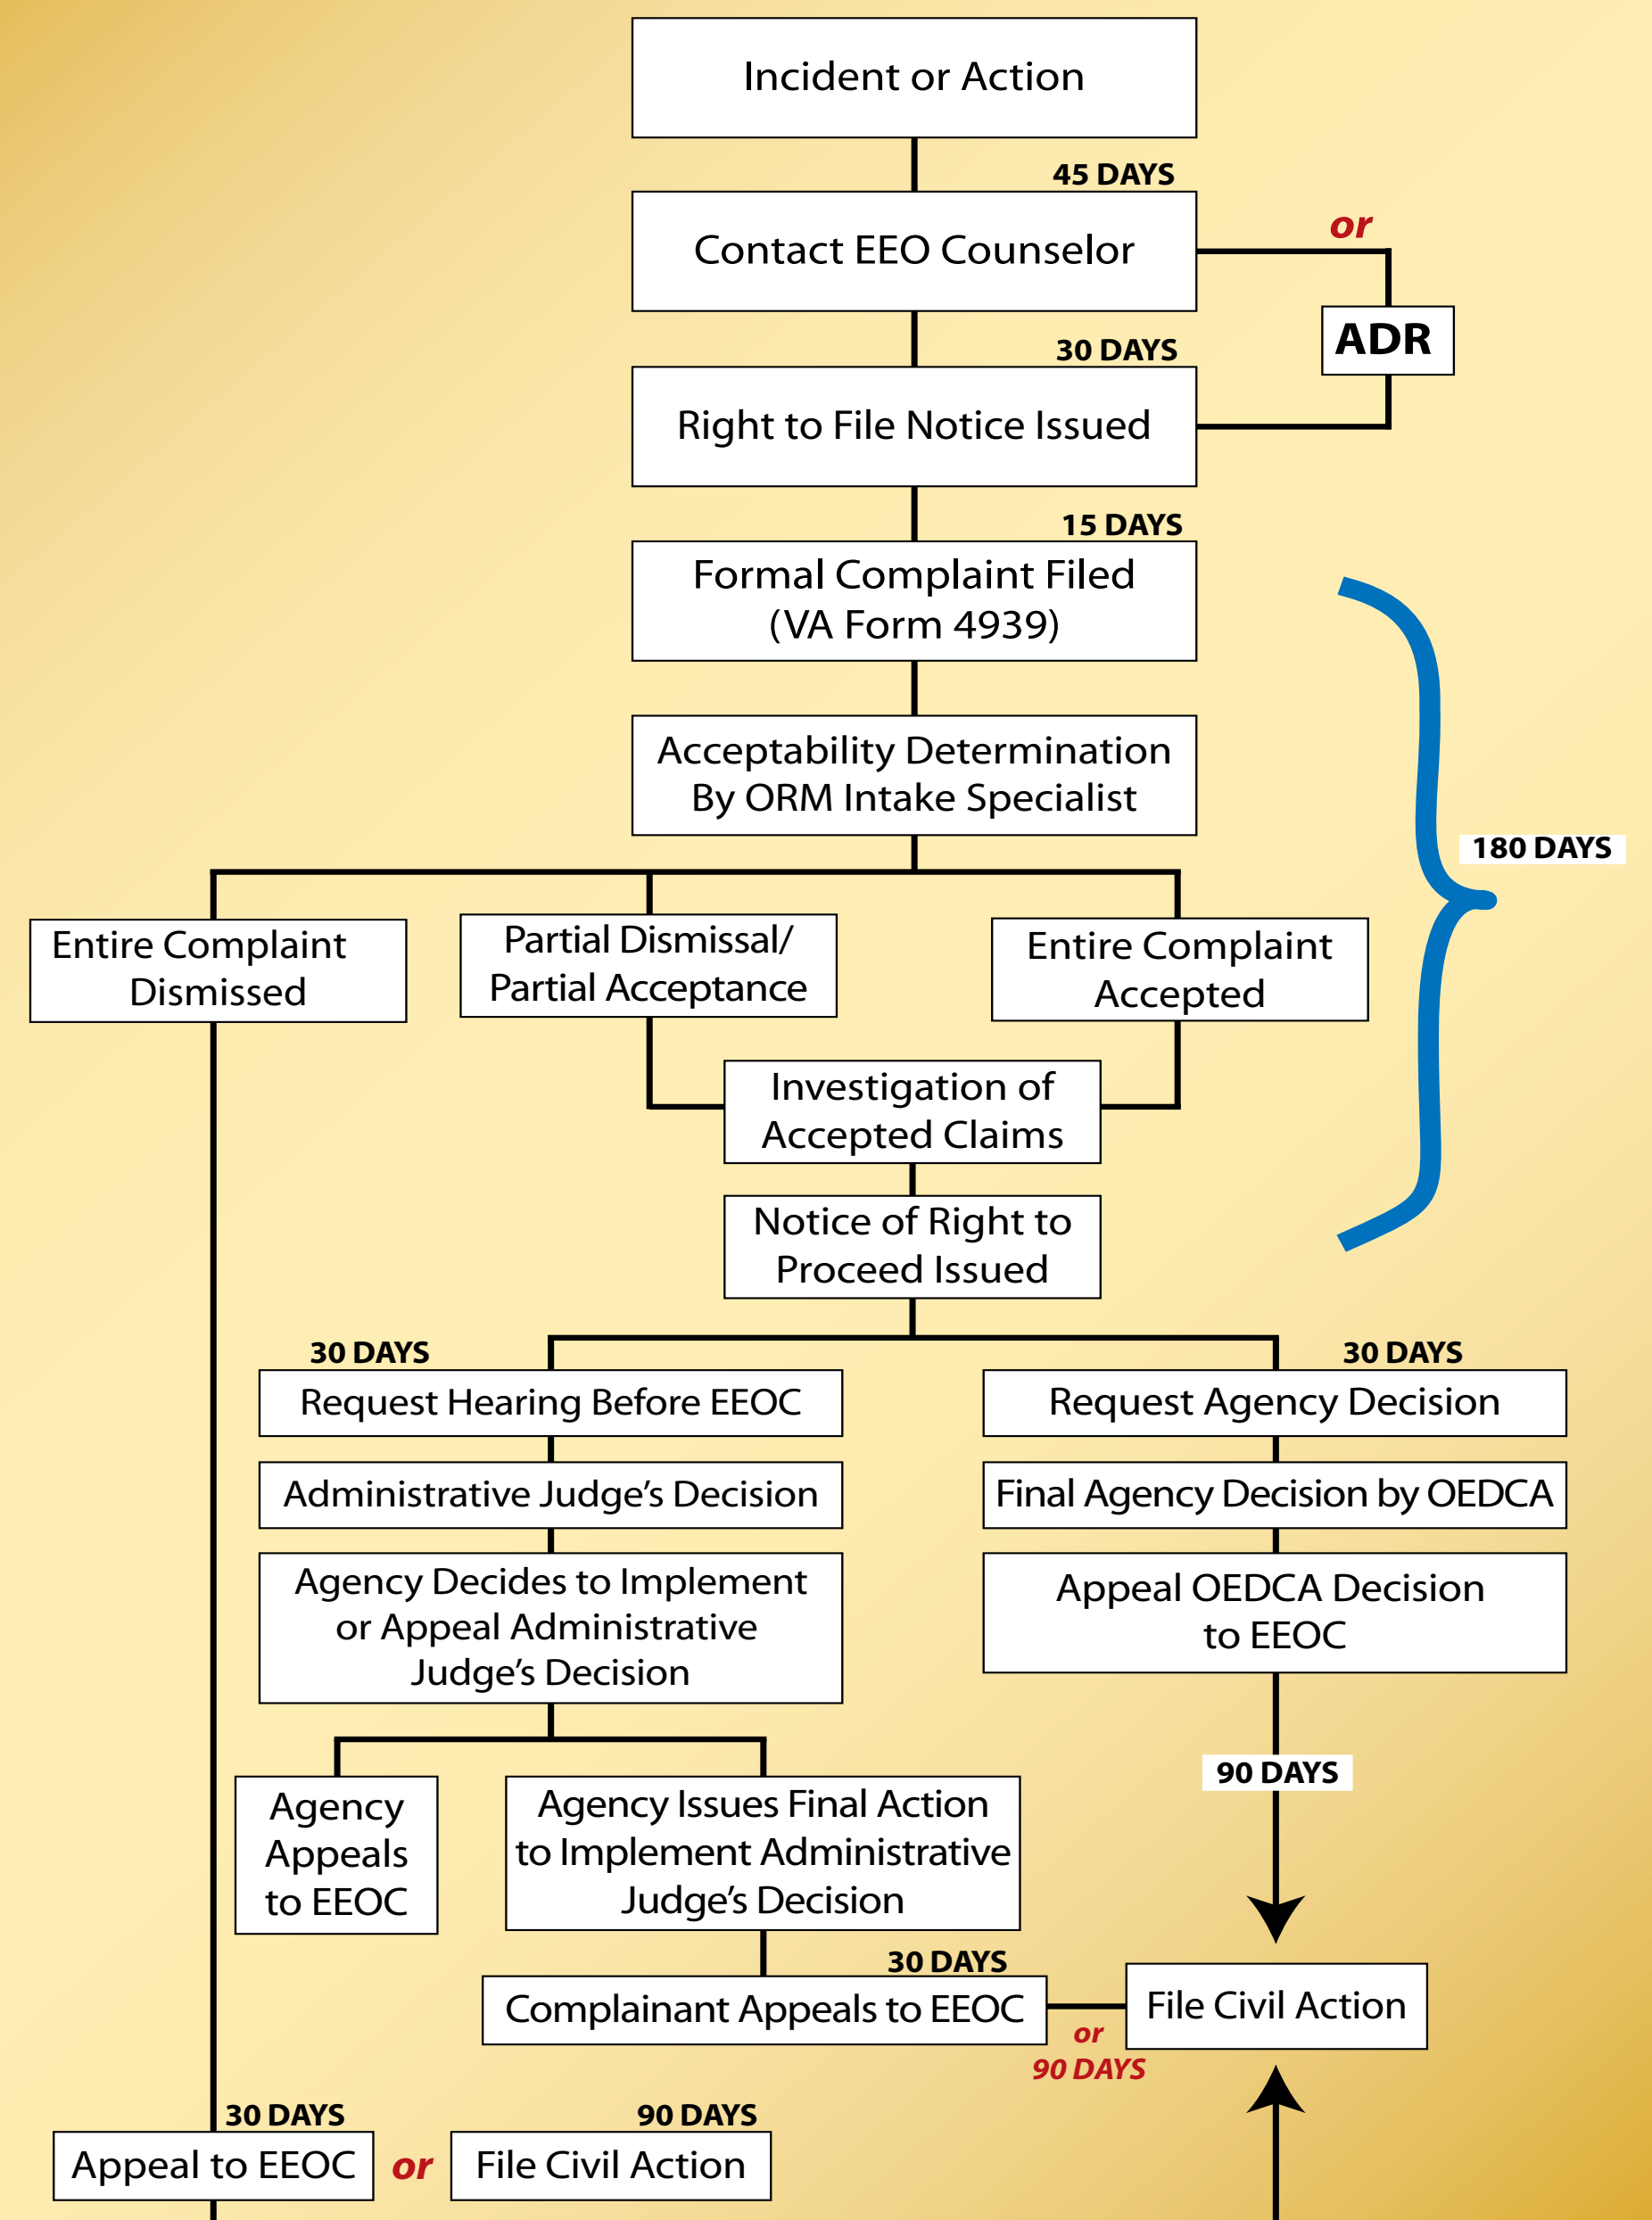 Incident or Action
45 DAYS
Contact EEO Counselor
or
ADR
30 DAYS
Right to File Notice Issued
15 DAYS
Formal Complaint Filed
(VA Form 4939)
Acceptability Determination
By ORM Intake Specialist
180 DAYS
Entire Complaint
Dismissed
Partial Dismissal/
Partial Acceptance
Entire Complaint
Accepted
Investigation of
Accepted Claims
Notice of Right to
Proceed Issued
30 DAYS
Request Hearing Before EEOC
Administrative Judge’s Decision
Agency Decides to Implement
or Appeal Administrative
Judge’s Decision
30 DAYS
Request Agency Decision
Final Agency Decision by OEDCA
Appeal OEDCA Decision
to EEOC
90 DAYS
Agency
Appeals
to EEOC
Agency Issues Final Action
to Implement Administrative
Judge’s Decision
30 DAYS
Complainant Appeals to EEOC
or
90 DAYS
File Civil Action
30 DAYS
Appeal to EEOC
or
90 DAYS
File Civil Action